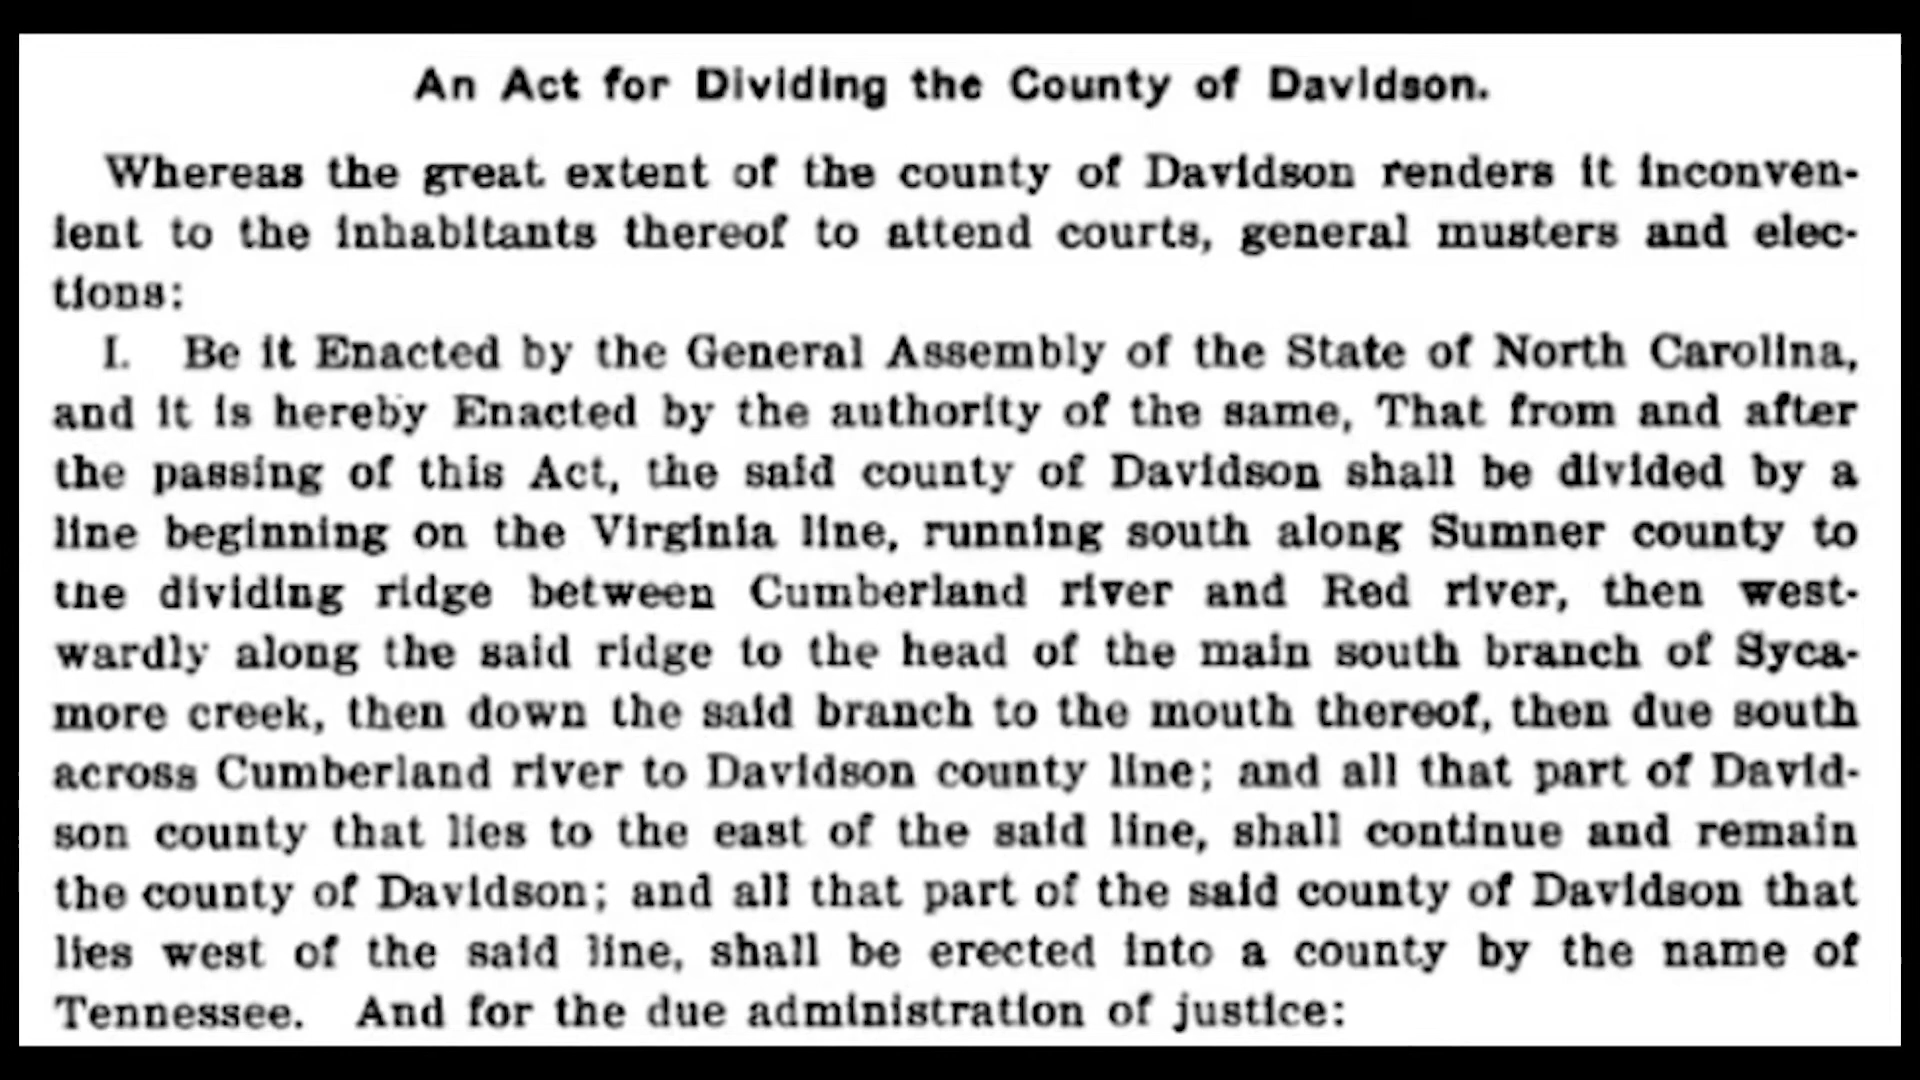 An Act for Dividing the County of Davidson.
Whereas the great extent of the county of Davidson renders it inconven-
ient to the inhabitants thereof to attend courts, general musters and elec-
tions:
I. Be it Enacted by the General Assembly of the State of North Carolina,
and it is hereby Enacted by the authority of the same, That from and after
the passing of this Act, the said county of Davidson shall be divided by a
line beginning on the Virginia line, running south along Sumner county to
the dividing ridge between Cumberland river and Red river, then west-
wardly along the said ridge to the head of the main south branch of Syca-
more creek, then down the said branch to the mouth thereof, then due south
across Cumberland river to Davidson county line; and all that part of David-
son county that lies to the east of the said line, shall continue and remain
the county of Davidson; and all that part of the said county of Davidson that
lies west of the said line, shall be erected into a county by the name of
Tennessee. And for the due administration of justice: